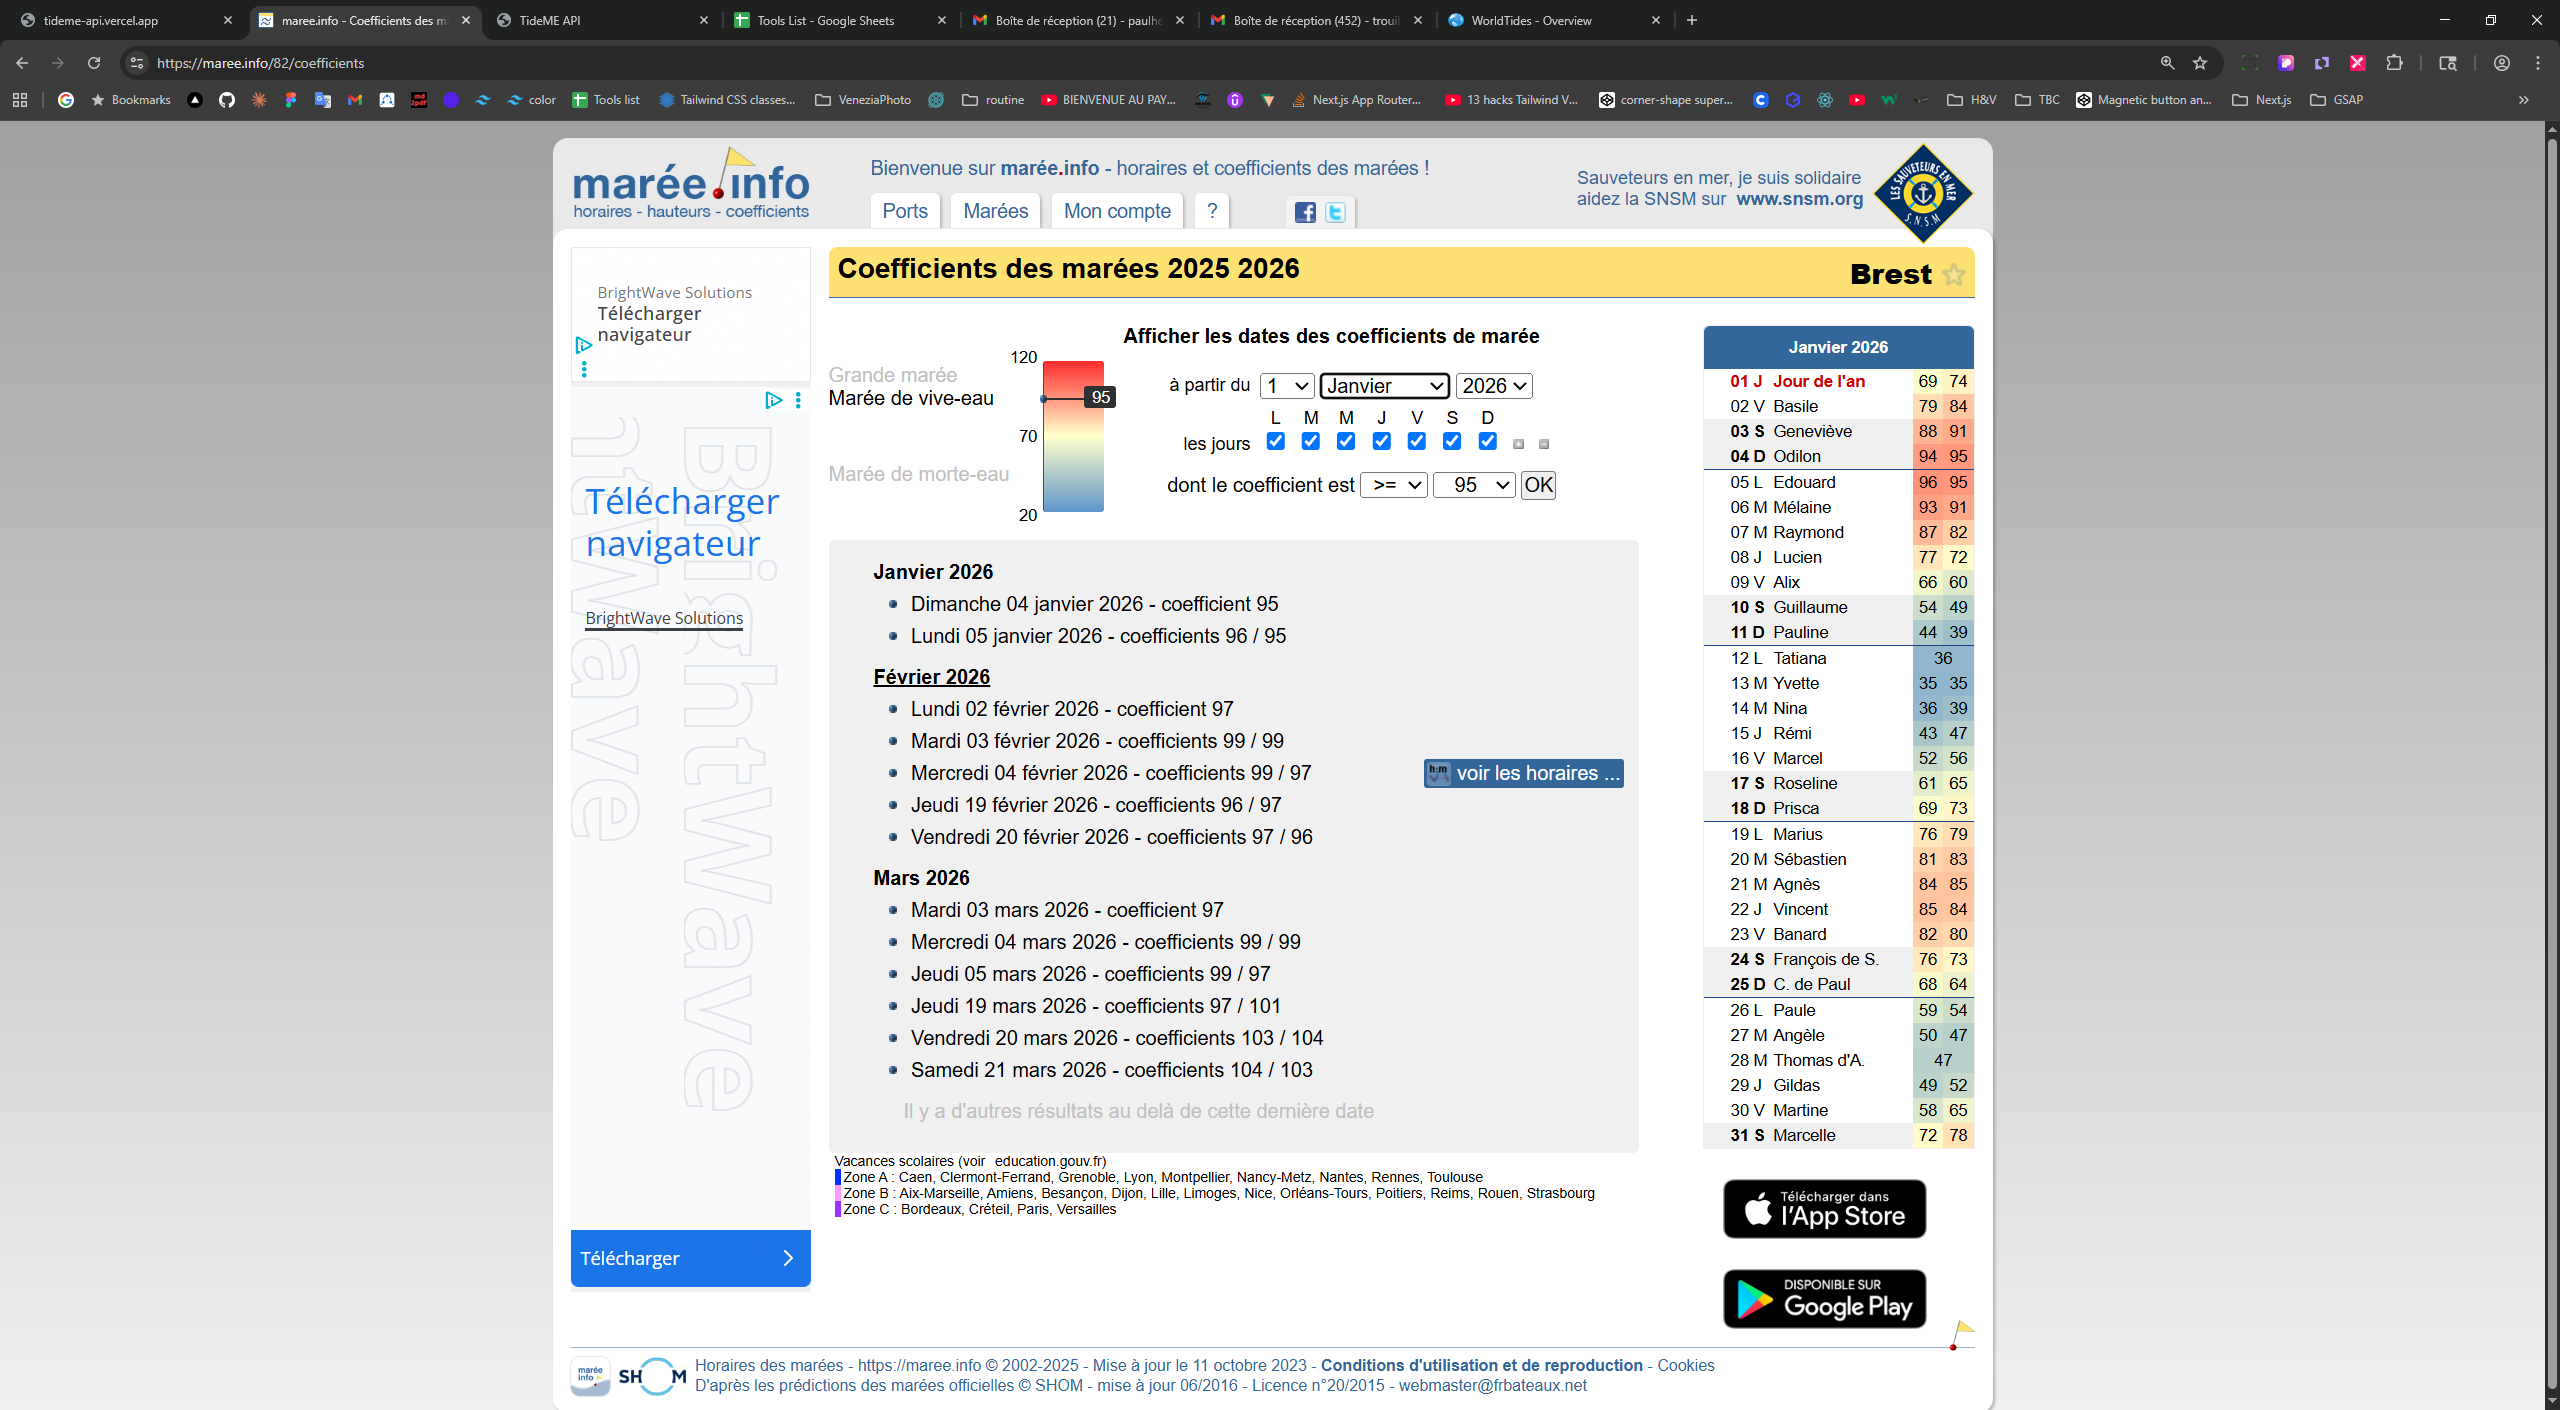 tideme-api.vercel.app
maree.info - Coefficients des m
TideME API
Tools List - Google Sheets
Boîte de réception (21) - paulhe
Boîte de réception (452) - trouil
WorldTides - Overview
https://maree.info/82/coefficients
Bookmarks
color
Tools list
Tailwind CSS classes...
VeneziaPhoto
routine
BIENVENUE AU PAY...
Next.js App Router...
13 hacks Tailwind V...
corner-shape super...
H&V
TBC
Magnetic button an...
Next.js
GSAP
marée.info
horaires - hauteurs - coefficients
Bienvenue sur marée.info - horaires et coefficients des marées !
Ports
Marées
Mon compte
?
Sauveteurs en mer, je suis solidaire
aidez la SNSM sur www.snsm.org
LES SAUVETEURS EN MER
S.N.S.M
BrightWave Solutions
Télécharger
navigateur
BrightWave
Télécharger
navigateur
BrightWave Solutions
Télécharger
Coefficients des marées 2025 2026
Brest
Afficher les dates des coefficients de marée
Grande marée
Marée de vive-eau
Marée de morte-eau
120
95
70
20
à partir du 1 Janvier 2026
L M M J V S D
les jours
dont le coefficient est >= 95 OK
Janvier 2026
Dimanche 04 janvier 2026 - coefficient 95
Lundi 05 janvier 2026 - coefficients 96 / 95
Février 2026
Lundi 02 février 2026 - coefficient 97
Mardi 03 février 2026 - coefficients 99 / 99
Mercredi 04 février 2026 - coefficients 99 / 97
voir les horaires ...
Jeudi 19 février 2026 - coefficients 96 / 97
Vendredi 20 février 2026 - coefficients 97 / 96
Mars 2026
Mardi 03 mars 2026 - coefficient 97
Mercredi 04 mars 2026 - coefficients 99 / 99
Jeudi 05 mars 2026 - coefficients 99 / 97
Jeudi 19 mars 2026 - coefficients 97 / 101
Vendredi 20 mars 2026 - coefficients 103 / 104
Samedi 21 mars 2026 - coefficients 104 / 103
Il y a d'autres résultats au delà de cette dernière date
Vacances scolaires (voir education.gouv.fr)
Zone A : Caen, Clermont-Ferrand, Grenoble, Lyon, Montpellier, Nancy-Metz, Nantes, Rennes, Toulouse
Zone B : Aix-Marseille, Amiens, Besançon, Dijon, Lille, Limoges, Nice, Orléans-Tours, Poitiers, Reims, Rouen, Strasbourg
Zone C : Bordeaux, Créteil, Paris, Versailles
Janvier 2026
01 J Jour de l'an 69 74
02 V Basile 79 84
03 S Geneviève 88 91
04 D Odilon 94 95
05 L Edouard 96 95
06 M Mélaine 93 91
07 M Raymond 87 82
08 J Lucien 77 72
09 V Alix 66 60
10 S Guillaume 54 49
11 D Pauline 44 39
12 L Tatiana 36
13 M Yvette 35 35
14 M Nina 36 39
15 J Rémi 43 47
16 V Marcel 52 56
17 S Roseline 61 65
18 D Prisca 69 73
19 L Marius 76 79
20 M Sébastien 81 83
21 M Agnès 84 85
22 J Vincent 85 84
23 V Banard 82 80
24 S François de S. 76 73
25 D C. de Paul 68 64
26 L Paule 59 54
27 M Angèle 50 47
28 M Thomas d'A. 47
29 J Gildas 49 52
30 V Martine 58 65
31 S Marcelle 72 78
Télécharger dans
l'App Store
DISPONIBLE SUR
Google Play
marée
info
SHOM
Horaires des marées - https://maree.info © 2002-2025 - Mise à jour le 11 octobre 2023 - Conditions d'utilisation et de reproduction - Cookies
D'après les prédictions des marées officielles © SHOM - mise à jour 06/2016 - Licence n°20/2015 - webmaster@frbateaux.net